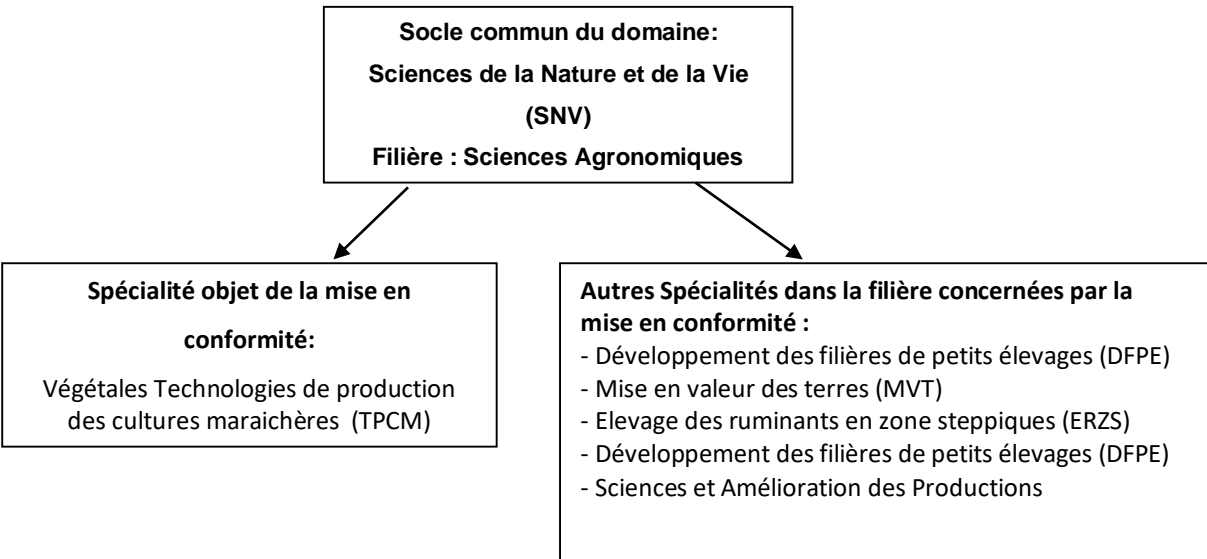 Socle commun du domaine:
Sciences de la Nature et de la Vie
(SNV)
Filière : Sciences Agronomiques
Spécialité objet de la mise en
conformité:
Végétales Technologies de production
des cultures maraichères (TPCM)
Autres Spécialités dans la filière concernées par la
mise en conformité :
- Développement des filières de petits élevages (DFPE)
- Mise en valeur des terres (MVT)
- Elevage des ruminants en zone steppiques (ERZS)
- Développement des filières de petits élevages (DFPE)
- Sciences et Amélioration des Productions